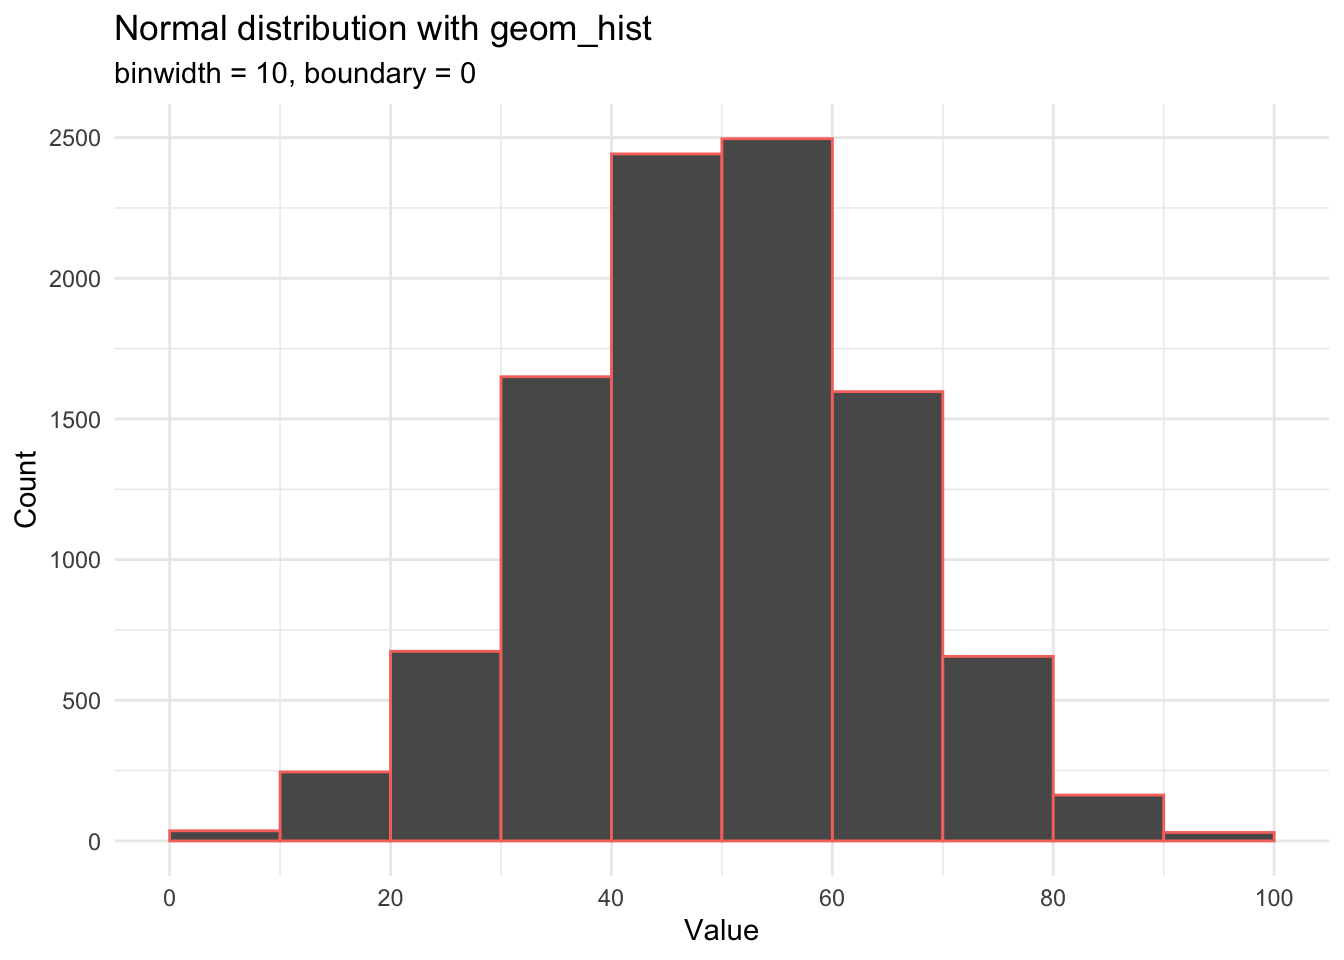 Normal distribution with geom_hist
binwidth = 10, boundary = 0
2500
2000
1500
1000
500
0
Count
0 20 40 60 80 100
Value